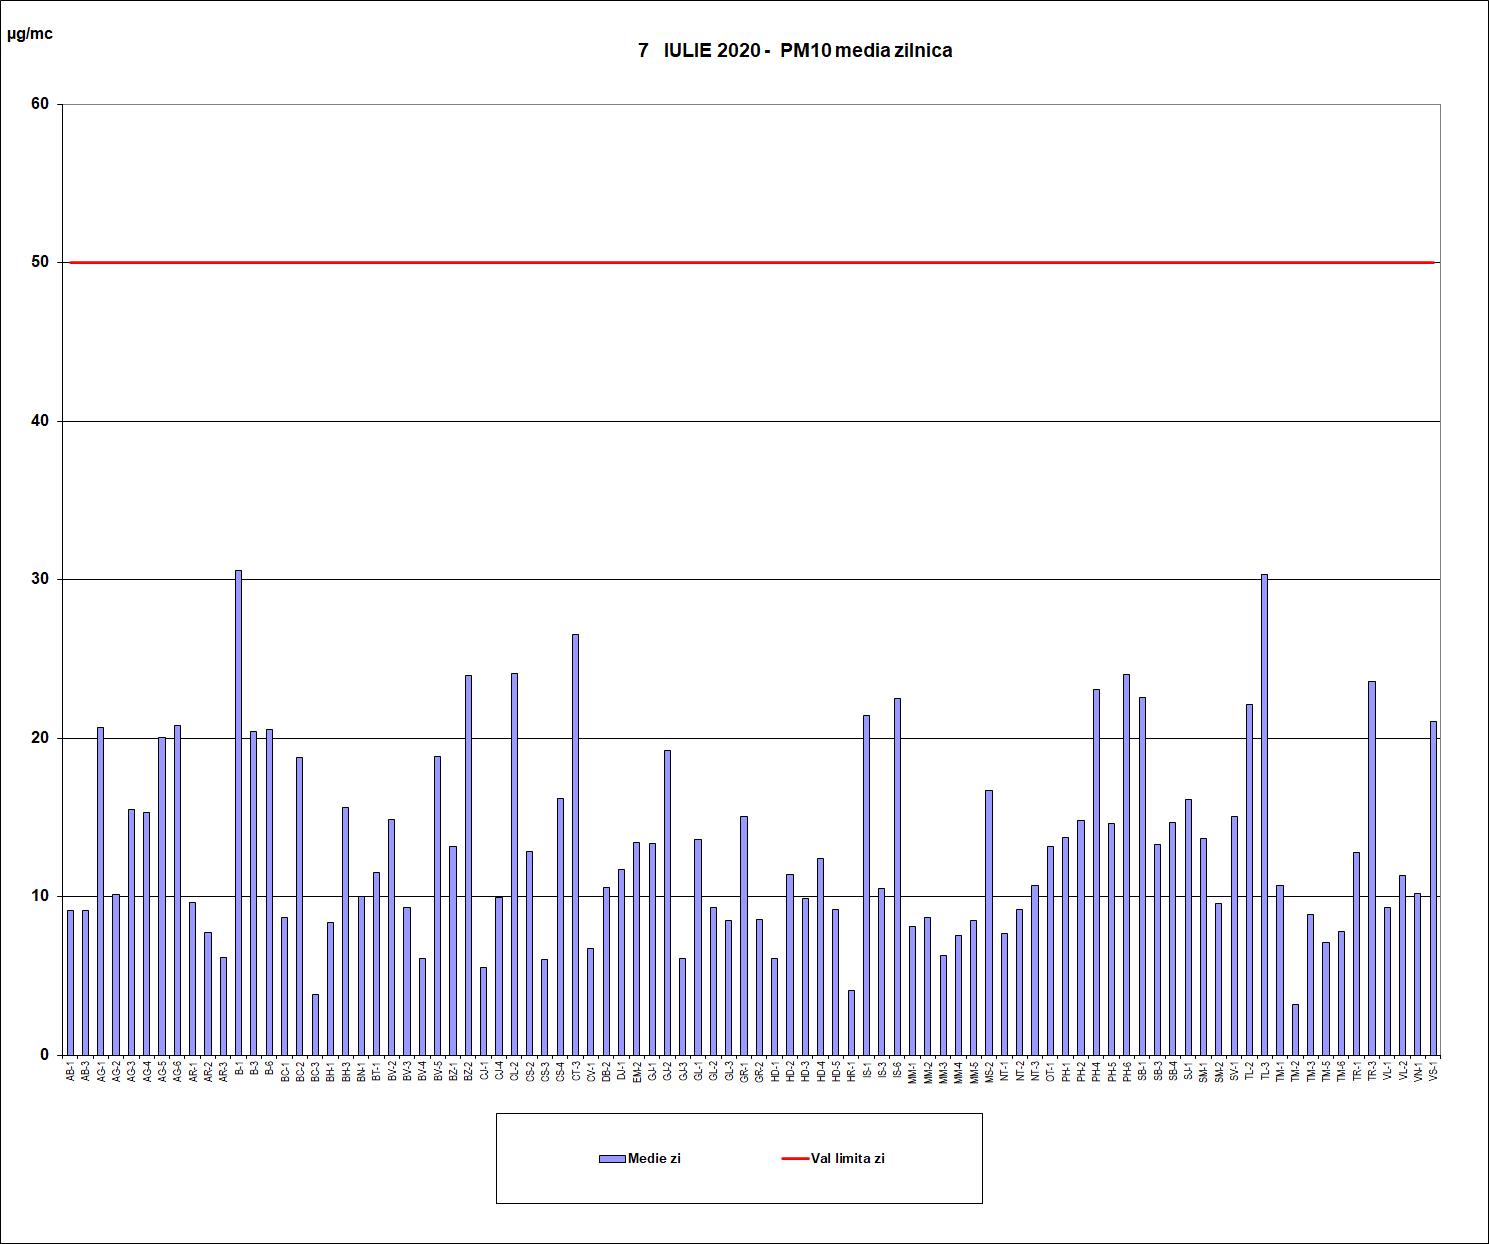 µg/mc
7 IULIE 2020 - PM10 media zilnica
60
50
40
30
20
10
0
AB-1 AB-3 AG-1 AG-2 AG-3 AG-4 AG-5 AG-6 AR-1 AR-2 AR-3 B-1 B-3 B-6 BC-1 BC-2 BC-3 BH-1 BH-3 BN-1 BT-1 BV-2 BV-3 BV-4 BV-5 BZ-1 BZ-2 CJ-1 CJ-4 CL-2 CS-2 CS-3 CS-4 CT-3 CV-1 DB-2 DJ-1 EM-2 GJ-1 GJ-2 GJ-3 GL-1 GL-2 GL-3 GR-1 GR-2 HD-1 HD-2 HD-3 HD-4 HD-5 HR-1 IS-1 IS-3 IS-6 MM-1 MM-2 MM-3 MM-4 MM-5 MS-2 NT-1 NT-2 NT-3 OT-1 PH-1 PH-2 PH-4 PH-5 PH-6 SB-1 SB-3 SB-4 SJ-1 SM-1 SM-2 SV-1 TL-2 TL-3 TM-1 TM-2 TM-3 TM-5 TM-6 TR-1 TR-3 VL-1 VL-2 VN-1 VS-1
Medie zi Val limita zi